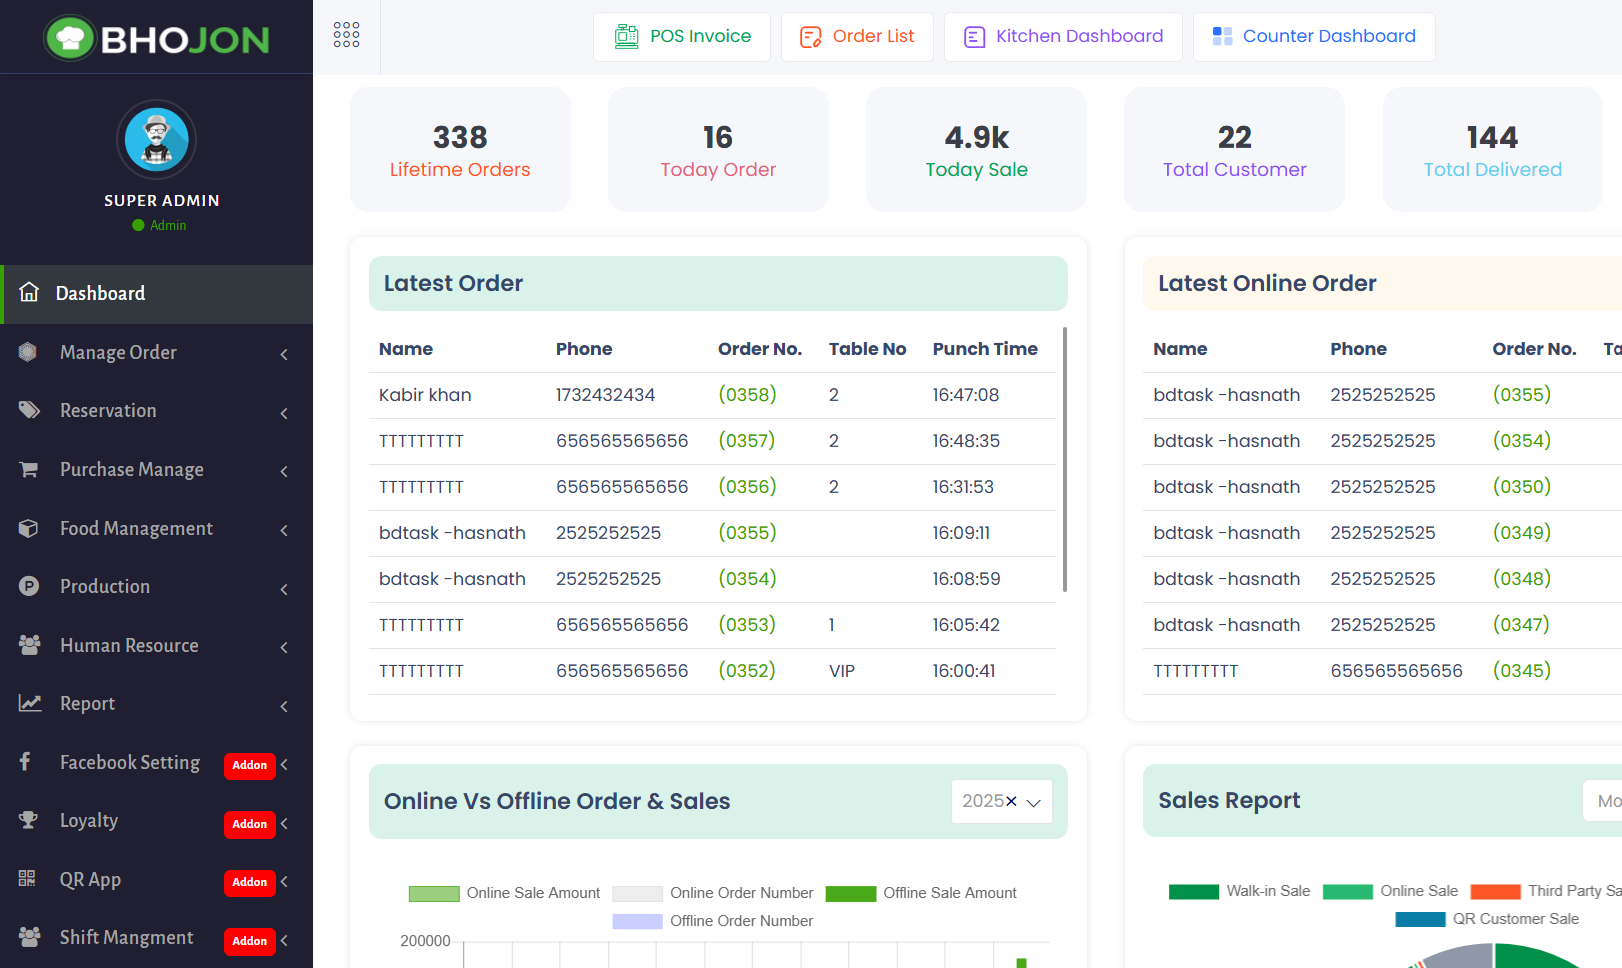 BHOJON
POS Invoice
Order List
Kitchen Dashboard
Counter Dashboard
SUPER ADMIN
Admin
Dashboard
Manage Order
Reservation
Purchase Manage
Food Management
Production
Human Resource
Report
Facebook Setting Addon
Loyalty Addon
QR App Addon
Shift Mangment Addon
338
Lifetime Orders
16
Today Order
4.9k
Today Sale
22
Total Customer
144
Total Delivered
Latest Order
Name Phone Order No. Table No Punch Time
Kabir khan 1732432434 (0358) 2 16:47:08
TTTTTTTTT 656565565656 (0357) 2 16:48:35
TTTTTTTTT 656565565656 (0356) 2 16:31:53
bdtask -hasnath 2525252525 (0355) 16:09:11
bdtask -hasnath 2525252525 (0354) 16:08:59
TTTTTTTTT 656565565656 (0353) 1 16:05:42
TTTTTTTTT 656565565656 (0352) VIP 16:00:41
Latest Online Order
Name Phone Order No. Ta
bdtask -hasnath 2525252525 (0355)
bdtask -hasnath 2525252525 (0354)
bdtask -hasnath 2525252525 (0350)
bdtask -hasnath 2525252525 (0349)
bdtask -hasnath 2525252525 (0348)
bdtask -hasnath 2525252525 (0347)
TTTTTTTTT 656565565656 (0345)
Online Vs Offline Order & Sales
2025×
Online Sale Amount Online Order Number Offline Sale Amount
Offline Order Number
200000
Sales Report
Mo
Walk-in Sale Online Sale Third Party Sa
QR Customer Sale